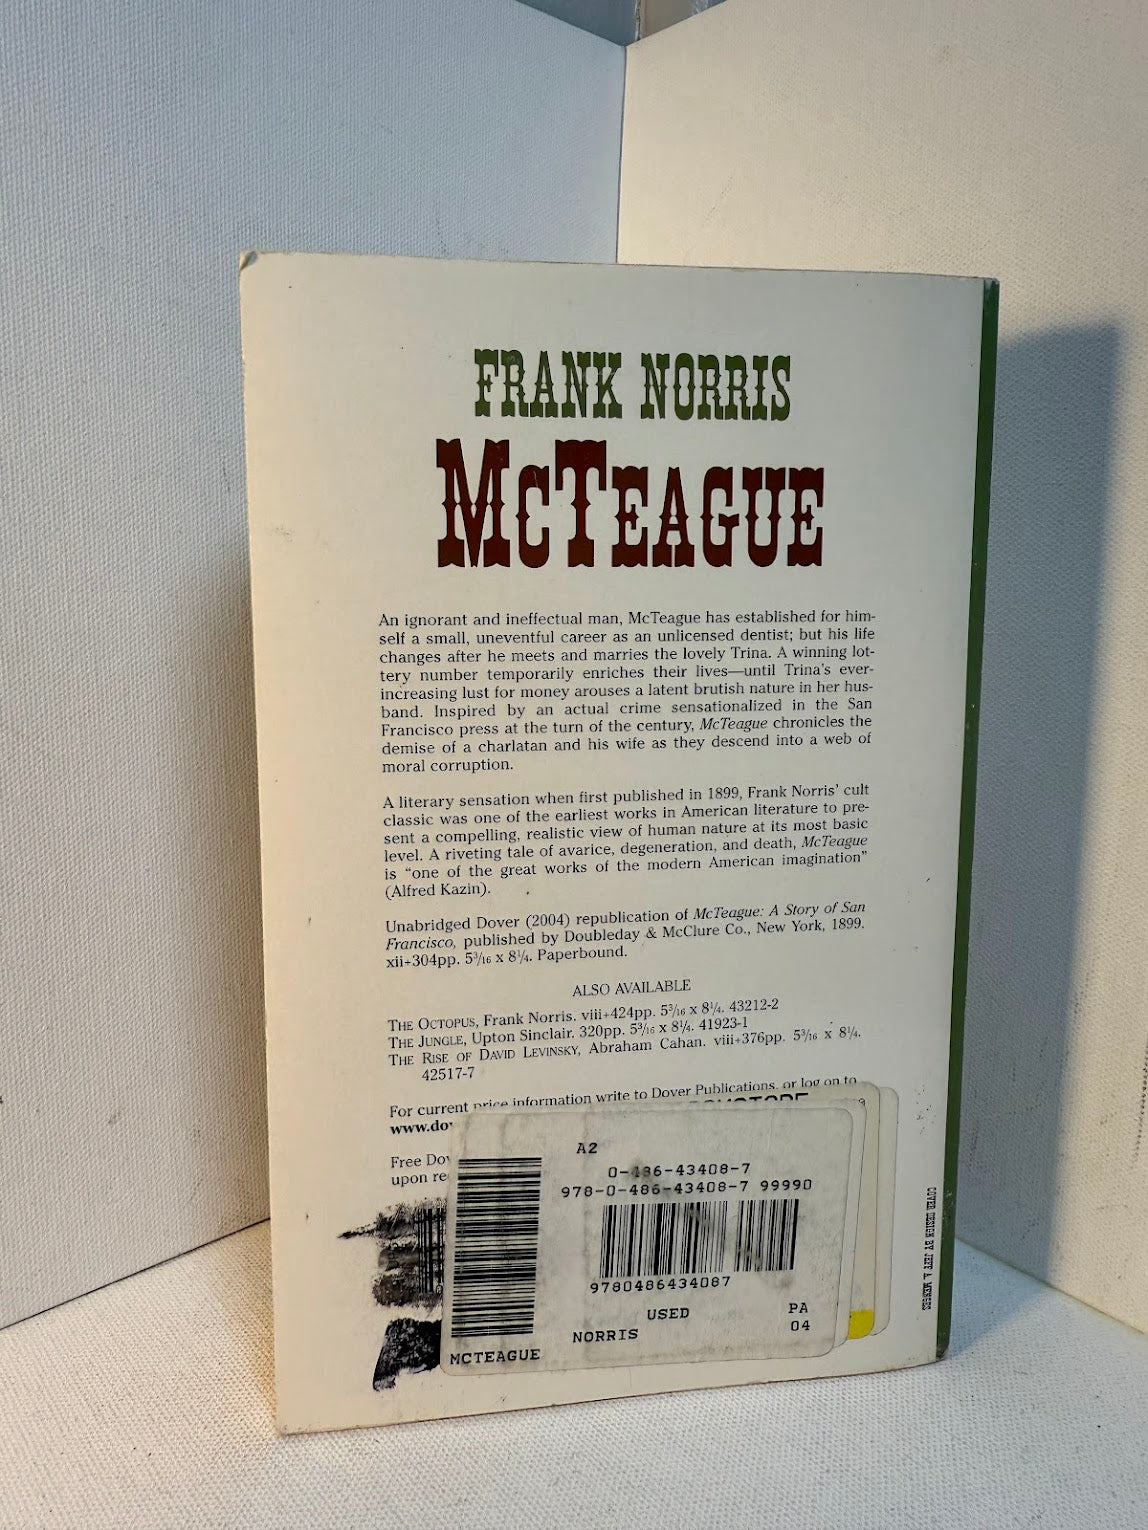 FRANK NORRIS
MCTEAGUE
An ignorant and ineffectual man, McTeague has established for him-
self a small, uneventful career as an unlicensed dentist; but his life
changes after he meets and marries the lovely Trina. A winning lot-
tery number temporarily enriches their lives—until Trina's ever-
increasing lust for money arouses a latent brutish nature in her hus-
band. Inspired by an actual crime sensationalized in the San
Francisco press at the turn of the century, McTeague chronicles the
demise of a charlatan and his wife as they descend into a web of
moral corruption.
A literary sensation when first published in 1899, Frank Norris' cult
classic was one of the earliest works in American literature to pre-
sent a compelling, realistic view of human nature at its most basic
level. A riveting tale of avarice, degeneration, and death, McTeague
is "one of the great works of the modern American imagination"
(Alfred Kazin).
Unabridged Dover (2004) republication of McTeague: A Story of San
Francisco, published by Doubleday & McClure Co., New York, 1899.
xii+304pp. 5³/₁₆ x 8¼. Paperbound.
ALSO AVAILABLE
THE OCTOPUS, Frank Norris. viii+424pp. 5³/₁₆ x 8¼. 43212-2
THE JUNGLE, Upton Sinclair. 320pp. 5³/₁₆ x 8¼. 41923-1
THE RISE OF DAVID LEVINSKY, Abraham Cahan. viii+376pp. 5³/₁₆ x 8¼.
42517-7
For current price information write to Dover Publications, or log on to
www.do
Free Dov
upon re
A2
0-486-43408-7
978-0-486-43408-7 99990
9780486434087
USED
PA
NORRIS
04
MCTEAGUE
COVER DESIGN BY JEFF A. MENGES